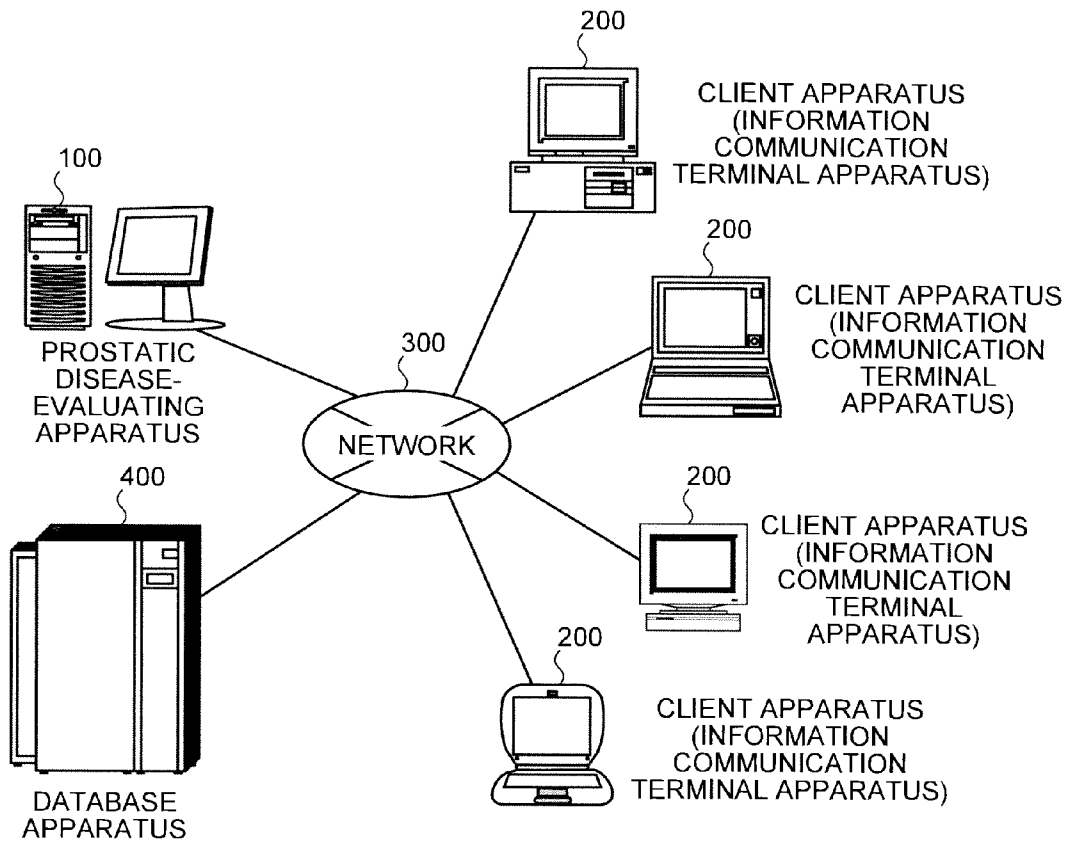 200
CLIENT APPARATUS
(INFORMATION
COMMUNICATION
TERMINAL APPARATUS)
100
PROSTATIC
DISEASE-
EVALUATING
APPARATUS
200
CLIENT APPARATUS
(INFORMATION
COMMUNICATION
TERMINAL
APPARATUS)
300
NETWORK
400
DATABASE
APPARATUS
200
CLIENT APPARATUS
(INFORMATION
COMMUNICATION
TERMINAL
APPARATUS)
200
CLIENT APPARATUS
(INFORMATION
COMMUNICATION
TERMINAL APPARATUS)